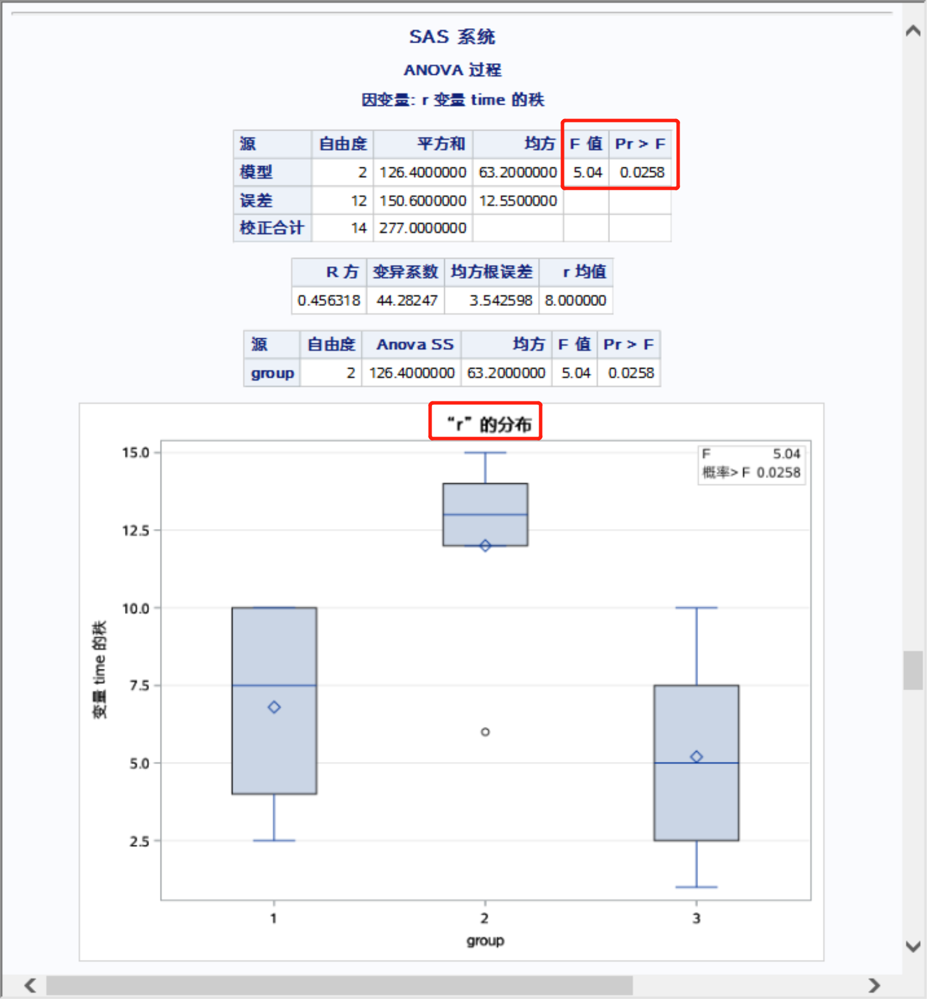 SAS 系统
ANOVA 过程
因变量: r 变量 time 的秩
源 自由度 平方和 均方 F 值 Pr > F
模型 2 126.4000000 63.2000000 5.04 0.0258
误差 12 150.6000000 12.5500000
校正合计 14 277.0000000
R 方 变异系数 均方根误差 r 均值
0.456318 44.28247 3.542598 8.000000
源 自由度 Anova SS 均方 F 值 Pr > F
group 2 126.4000000 63.2000000 5.04 0.0258
“r” 的分布
F 5.04
概率> F 0.0258
15.0
12.5
10.0
7.5
5.0
2.5
变量 time 的秩
1 2 3
group